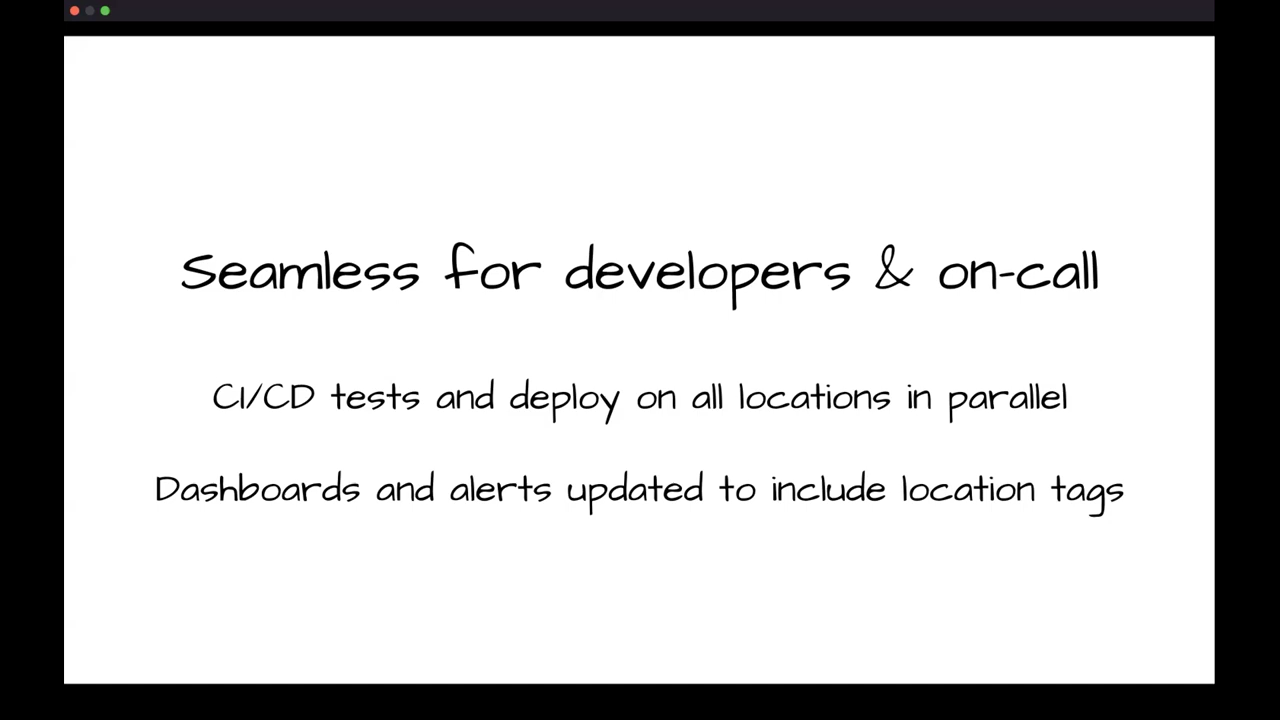 Seamless for developers & on-call
CI/CD tests and deploy on all locations in parallel
Dashboards and alerts updated to include location tags